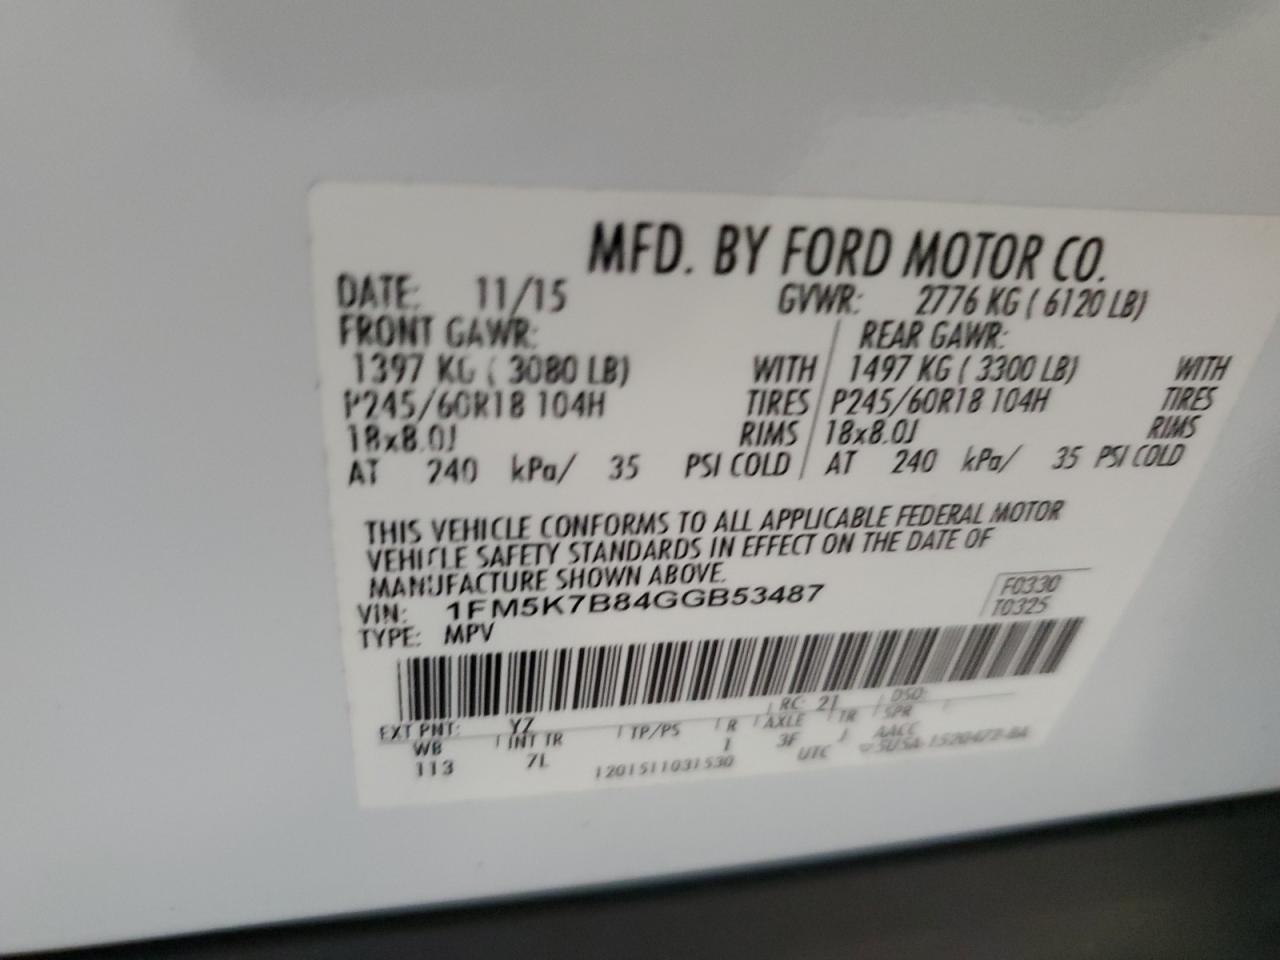 MFD. BY FORD MOTOR CO.
DATE: 11/15 GVWR: 2776 KG ( 6120 LB)
FRONT GAWR: REAR GAWR:
1397 KG ( 3080 LB) WITH 1497 KG ( 3300 LB) WITH
P245/60R18 104H TIRES P245/60R18 104H TIRES
18x8.0J RIMS 18x8.0J RIMS
AT 240 kPa/ 35 PSI COLD AT 240 kPa/ 35 PSI COLD
THIS VEHICLE CONFORMS TO ALL APPLICABLE FEDERAL MOTOR
VEHICLE SAFETY STANDARDS IN EFFECT ON THE DATE OF
MANUFACTURE SHOWN ABOVE.
VIN: 1FM5K7B84GGB53487 F0330
TYPE: MPV T0325
EXT PNT: YZ RC: 21 DSO:
WB INT TR TP/PS R AXLE TR SPR
113 7L 1 3F J AACC
1201511031530 UTC